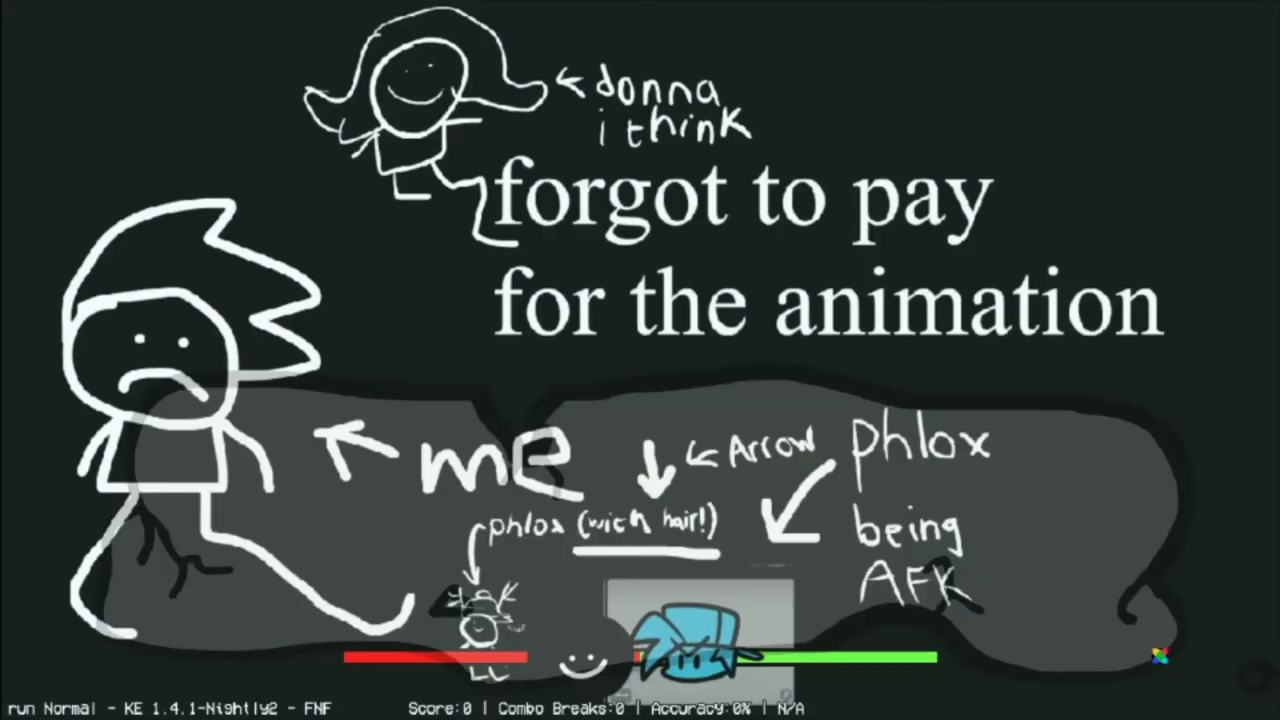 donna
i think
forgot to pay
for the animation
me
Arrow
phlox
being
AFK
phlox (with hair!)
run Normal - KE 1.4.1-Nightly2 - FNF
Score:0 | Combo Breaks:0 | Accuracy:0% | N/A